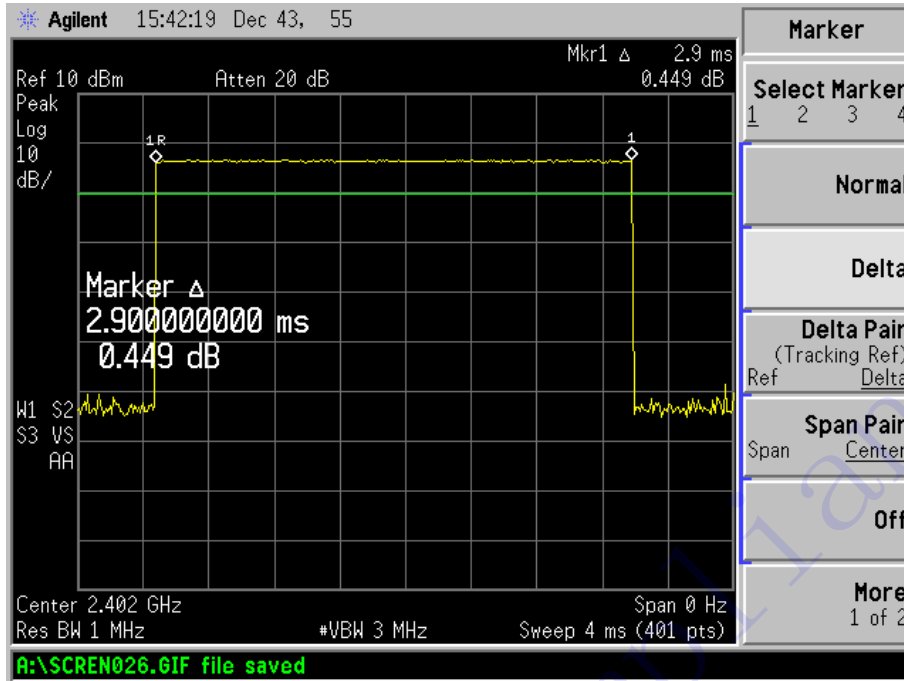 Agilent 15:42:19 Dec 43, 55
Mkr1 Δ 2.9 ms
Ref 10 dBm Atten 20 dB 0.449 dB
Peak
Log
10
dB/
1R
1
Marker Δ
2.900000000 ms
0.449 dB
W1 S2
S3 VS
AA
Center 2.402 GHz Span 0 Hz
Res BW 1 MHz #VBW 3 MHz Sweep 4 ms (401 pts)
A:\SCREN026.GIF file saved
Marker
Select Marker
1 2 3 4
Normal
Delta
Delta Pair
(Tracking Ref)
Ref Delta
Span Pair
Span Center
Off
More
1 of 2